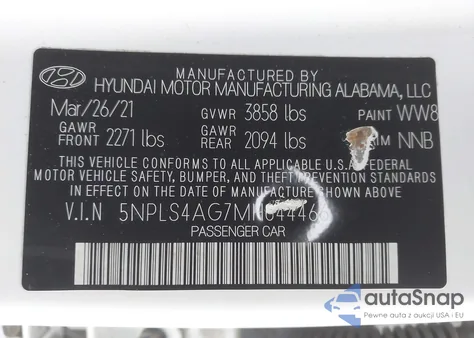 MANUFACTURED BY
HYUNDAI MOTOR MANUFACTURING ALABAMA, LLC
Mar/26/21 GVWR 3858 lbs PAINT WW8
GAWR FRONT 2271 lbs GAWR REAR 2094 lbs NNB
THIS VEHICLE CONFORMS TO ALL APPLICABLE U.S.A. FEDERAL
MOTOR VEHICLE SAFETY, BUMPER, AND THEFT PREVENTION STANDARDS
IN EFFECT ON THE DATE OF MANUFACTURE SHOWN ABOVE.
V.I.N
PASSENGER CAR
autoSnap
Pewne auta z aukcji USA i EU